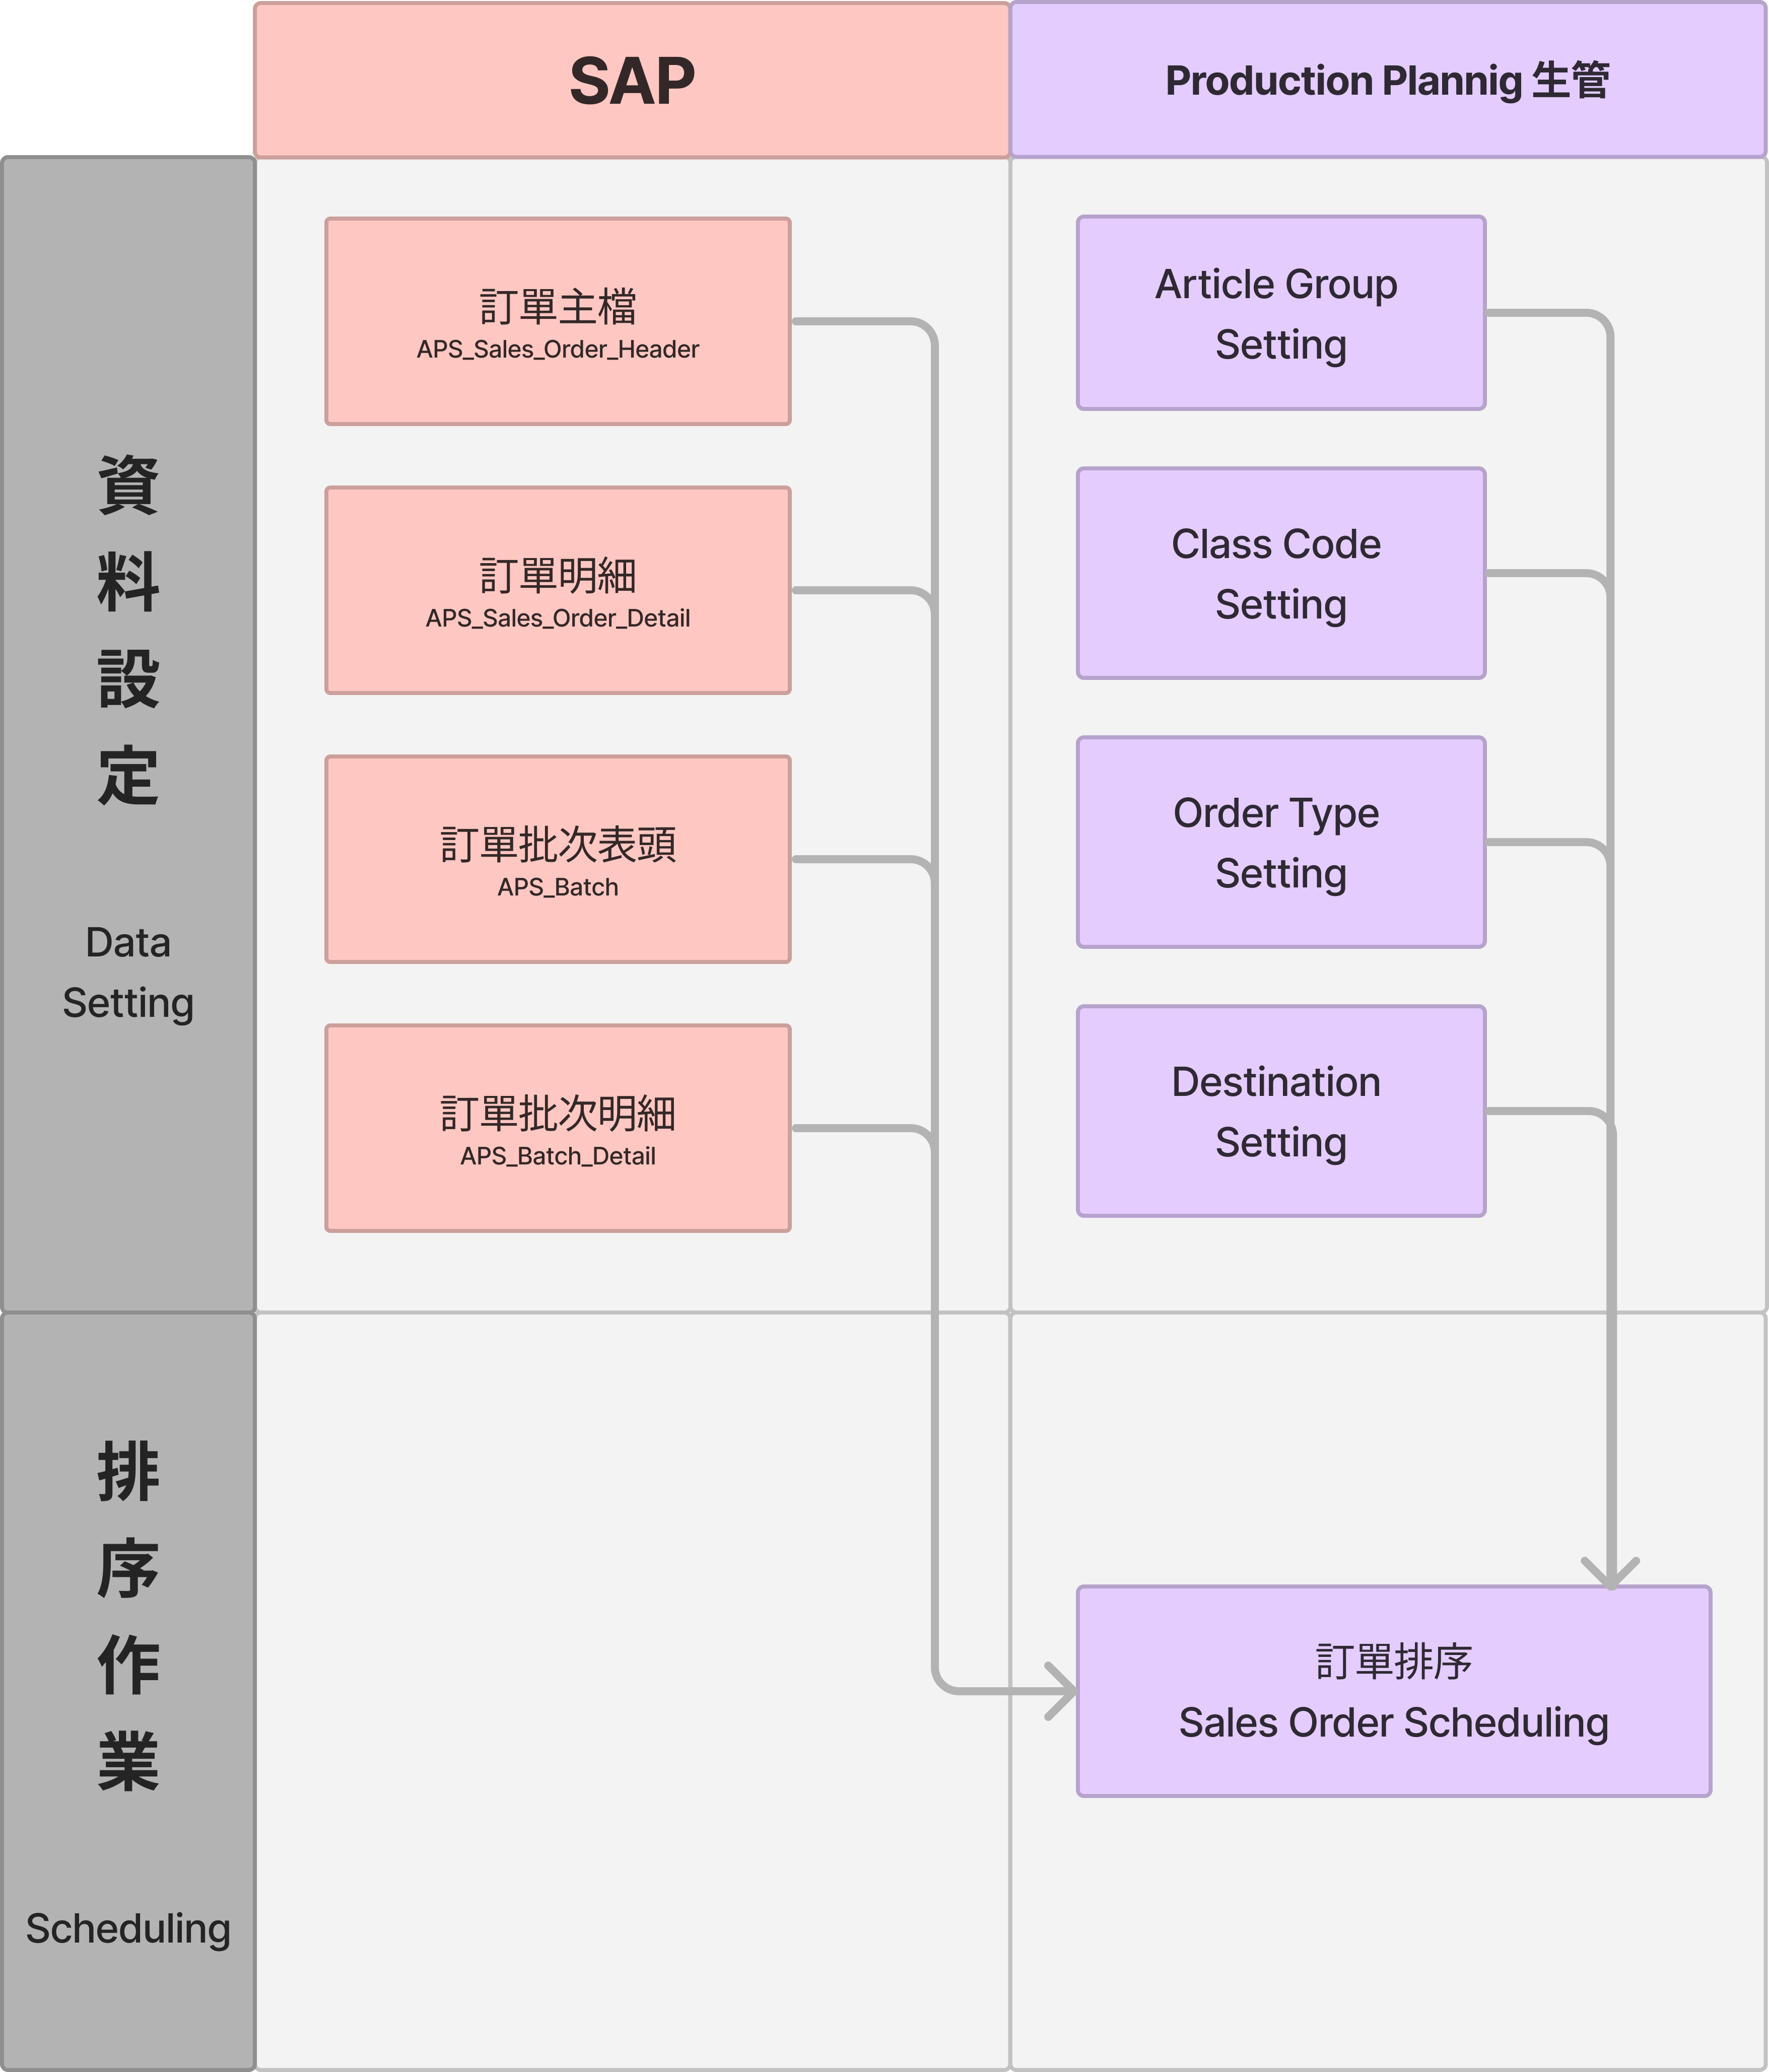 SAP
Production Plannig 生管
資
料
設
定
Data
Setting
訂單主檔
APS_Sales_Order_Header
訂單明細
APS_Sales_Order_Detail
訂單批次表頭
APS_Batch
訂單批次明細
APS_Batch_Detail
Article Group
Setting
Class Code
Setting
Order Type
Setting
Destination
Setting
排
序
作
業
Scheduling
訂單排序
Sales Order Scheduling